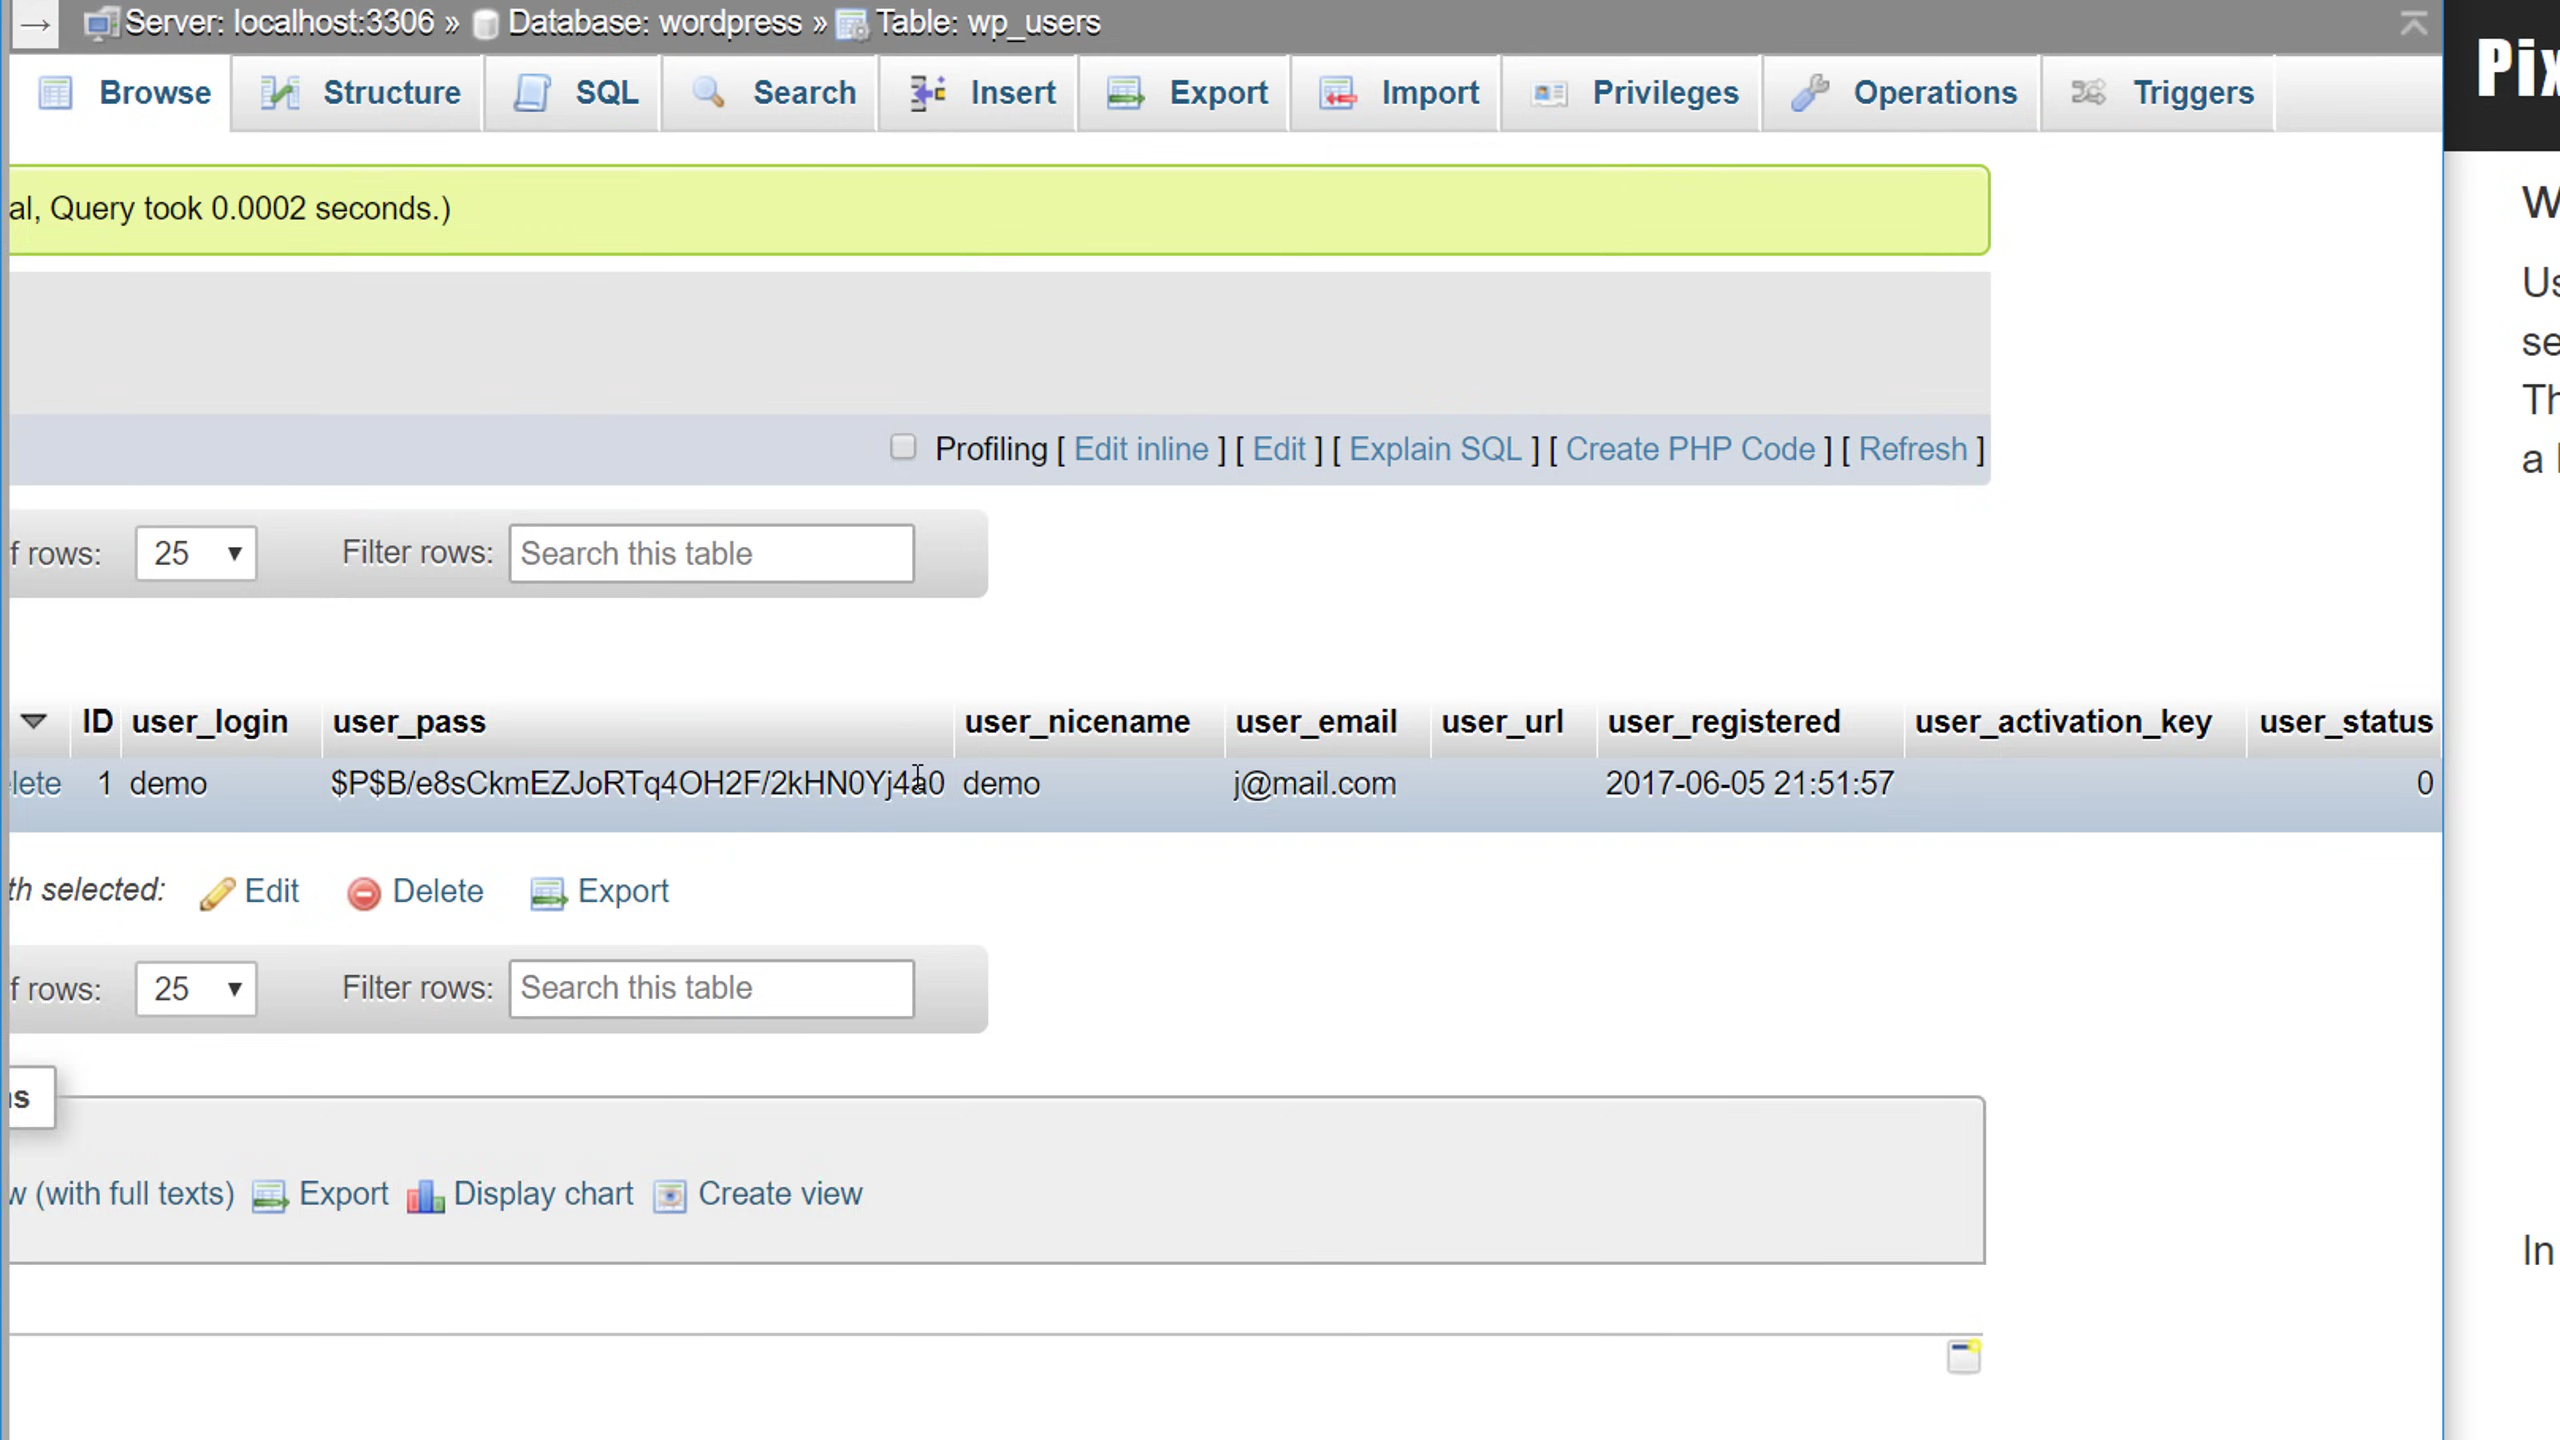 Server: localhost:3306 » Database: wordpress » Table: wp_users
Browse Structure SQL Search Insert Export Import Privileges Operations Triggers
Pix
al, Query took 0.0002 seconds.)
W
Us
se
Th
a
Profiling [ Edit inline ] [ Edit ] [ Explain SQL ] [ Create PHP Code ] [ Refresh ]
f rows: 25 Filter rows: Search this table
ID user_login user_pass user_nicename user_email user_url user_registered user_activation_key user_status
lete 1 demo $P$B/e8sCkmEZJoRTq4OH2F/2kHN0Yj4a0 demo j@mail.com 2017-06-05 21:51:57 0
th selected: Edit Delete Export
f rows: 25 Filter rows: Search this table
ns
w (with full texts) Export Display chart Create view
In